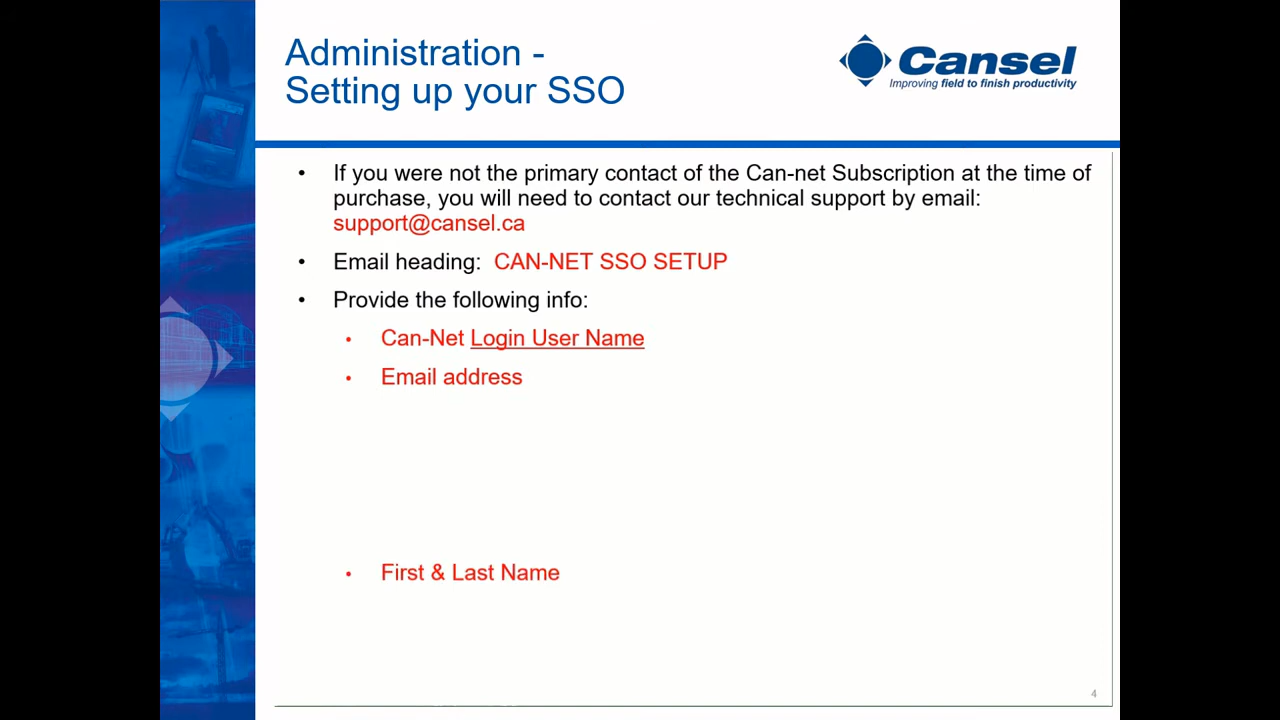 Administration -
Setting up your SSO
Cansel
Improving field to finish productivity
• If you were not the primary contact of the Can-net Subscription at the time of
purchase, you will need to contact our technical support by email:
support@cansel.ca
• Email heading: CAN-NET SSO SETUP
• Provide the following info:
• Can-Net Login User Name
• Email address
• First & Last Name
4